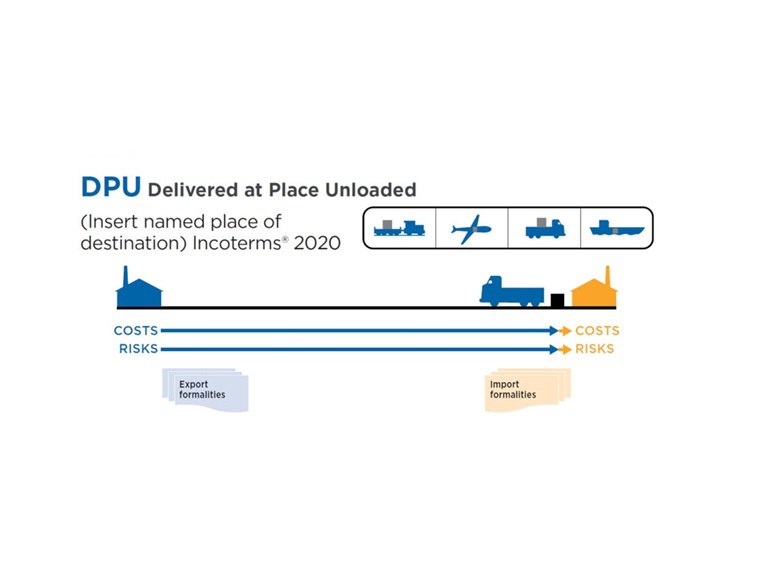 DPU Delivered at Place Unloaded
(Insert named place of
destination) Incoterms® 2020
COSTS COSTS
RISKS RISKS
Export
formalities
Import
formalities